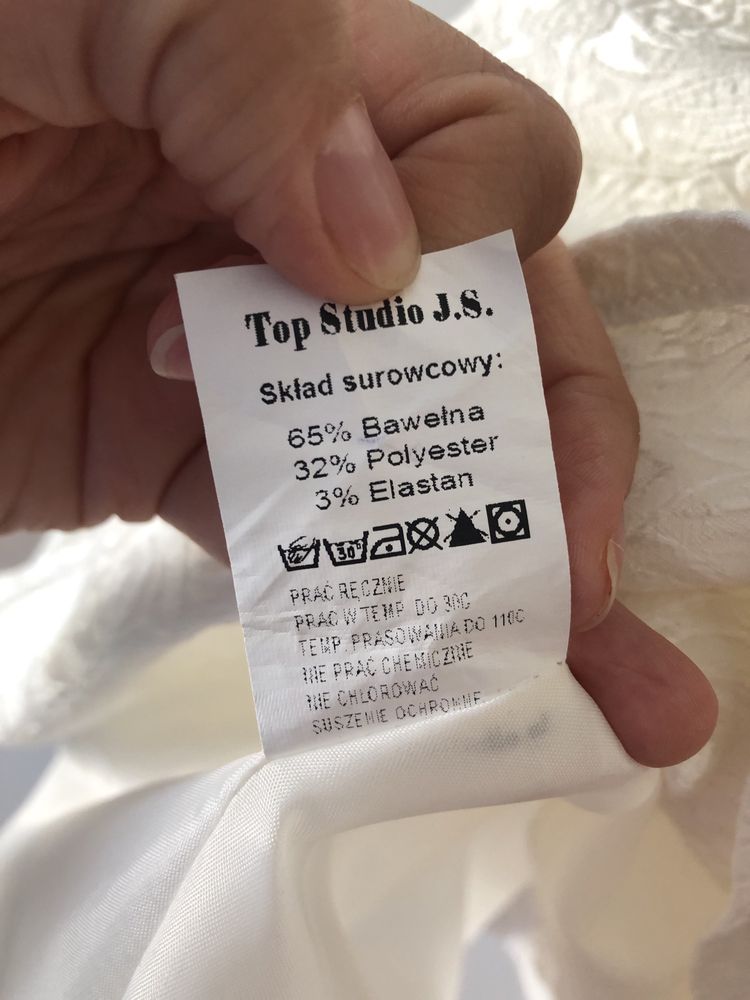 Top Studio J.S.
Skład surowcowy:
65% Bawełna
32% Polyester
3% Elastan
30°
PRAĆ RĘCZNIE
PRAĆ W TEMP. DO 30C
TEMP. PRASOWANIA DO 110C
NIE PRAĆ CHEMICZNIE
NIE CHLOROWAĆ
SUSZENIE OCHRONNE